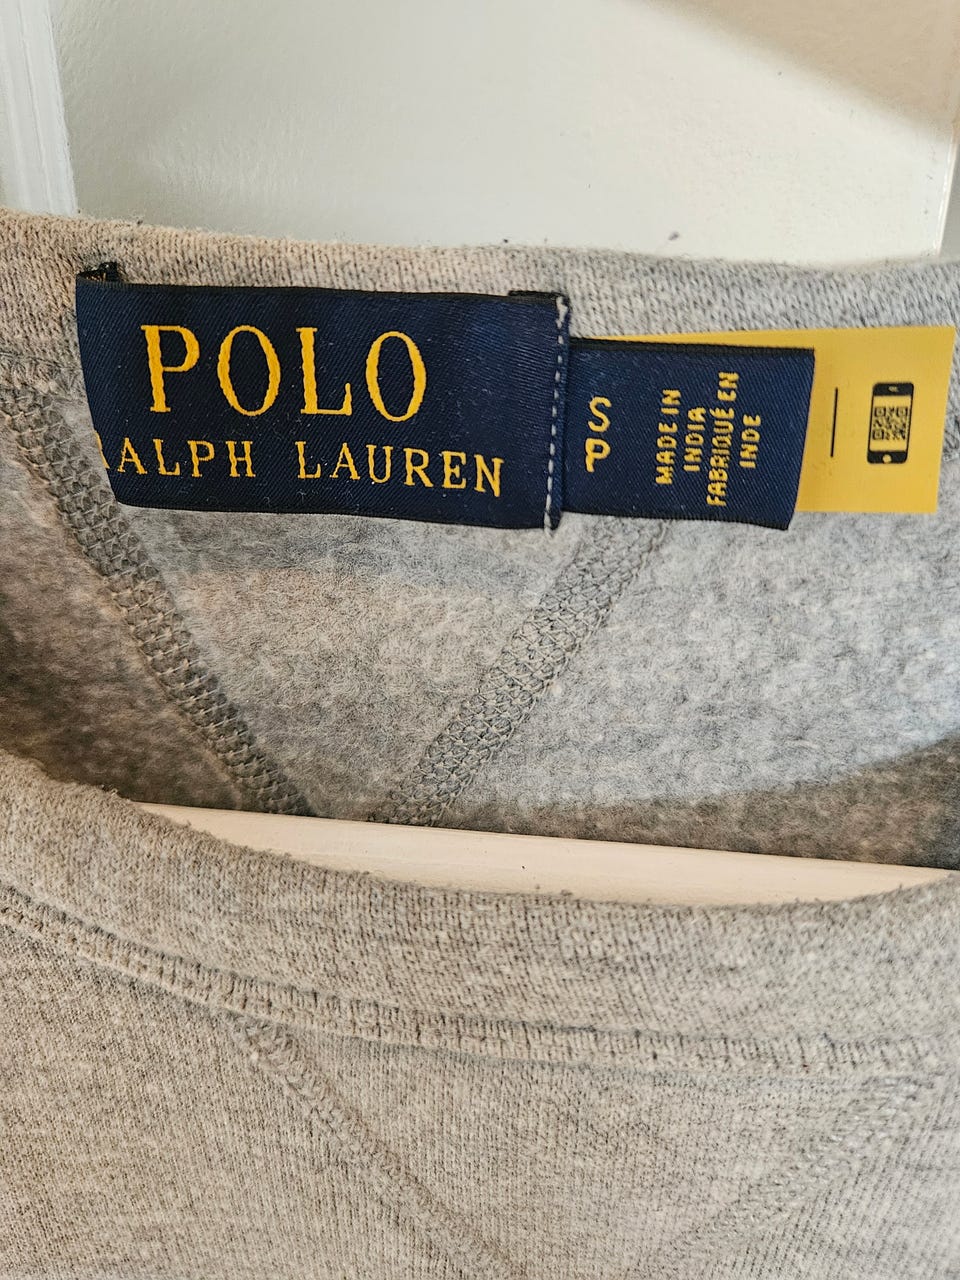 POLO
RALPH LAUREN
S
P
MADE IN
INDIA
FABRIQUÉ EN
INDE